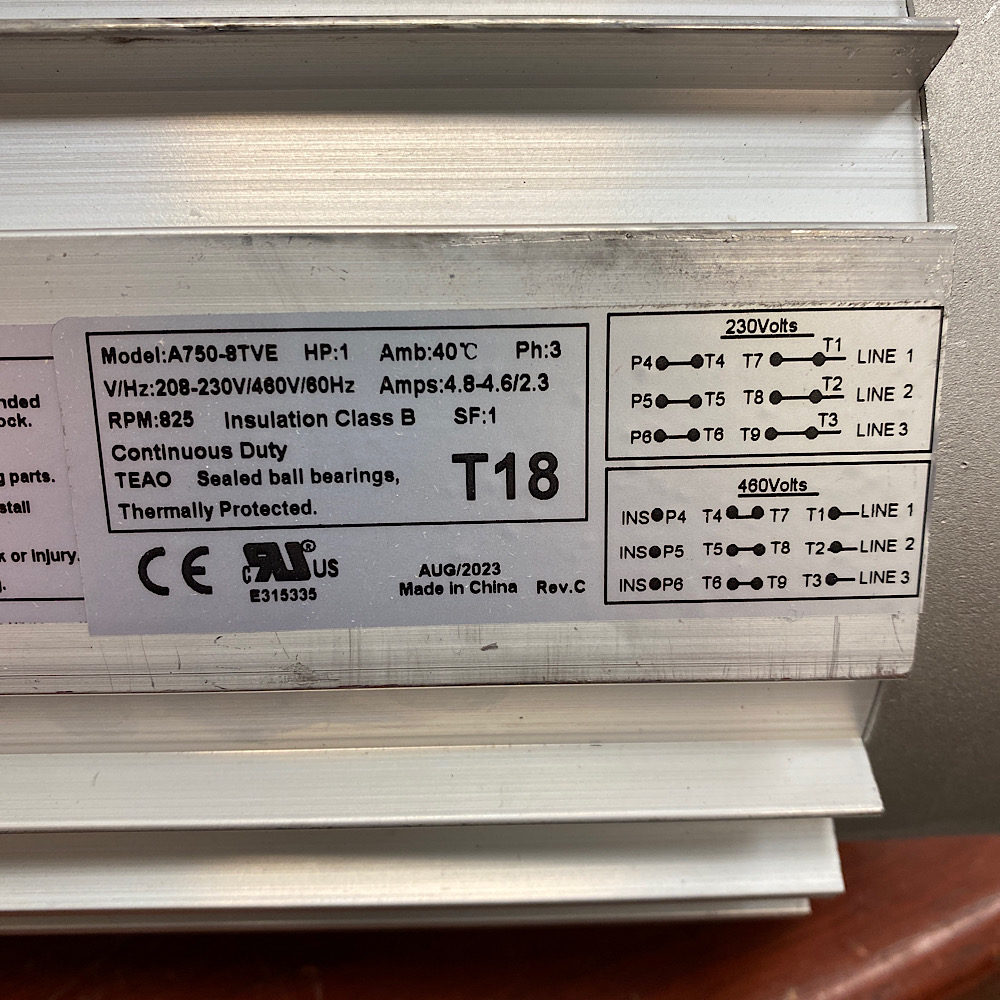 nded
ock.
g parts.
stall
k or injury.
Model:A750-8TVE HP:1 Amb:40℃ Ph:3
V/Hz:208-230V/460V/60Hz Amps:4.8-4.6/2.3
RPM:825 Insulation Class B SF:1
Continuous Duty
TEAO Sealed ball bearings,
Thermally Protected.
T18
CE
c RU US
E315335
AUG/2023
Made in China Rev.C
230Volts
P4 T4 T7 T1 LINE 1
P5 T5 T8 T2 LINE 2
P6 T6 T9 T3 LINE 3
460Volts
INS P4 T4 T7 T1 LINE 1
INS P5 T5 T8 T2 LINE 2
INS P6 T6 T9 T3 LINE 3